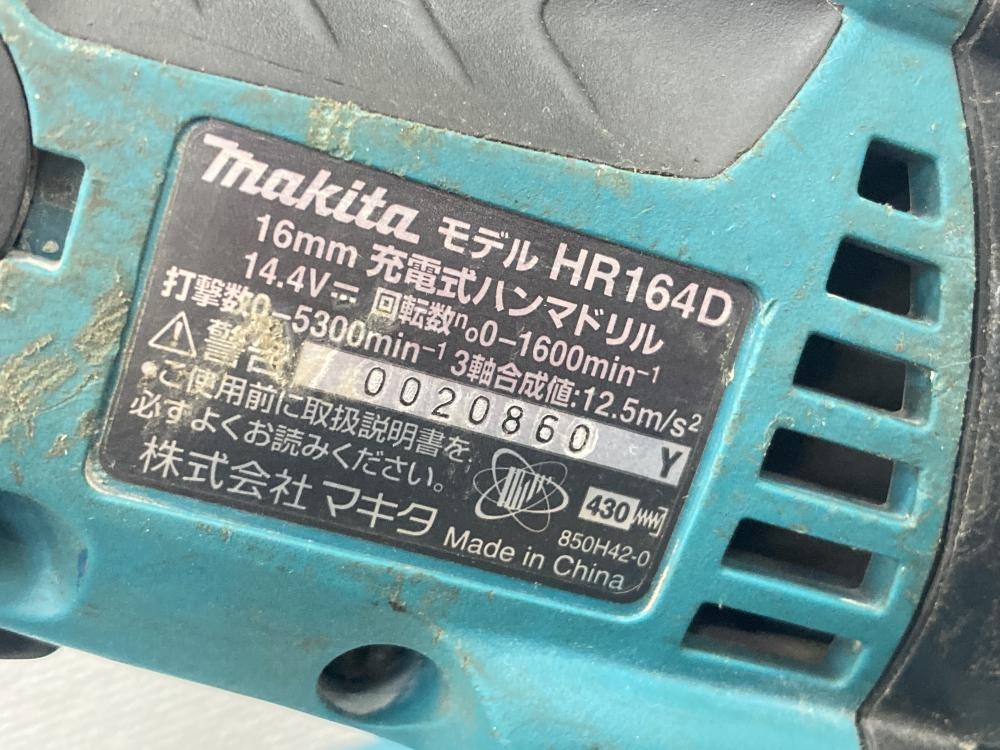 makita モデル HR164D
16mm 充電式ハンマドリル
14.4V⎓ 回転数n₀0-1600min⁻¹
打撃数0-5300min⁻¹ 3軸合成値:12.5m/s²
⚠警告 0020860 Y
●ご使用前に取扱説明書を
必ずよくお読みください。
株式会社 マキタ
430
850H42-0
Made in China